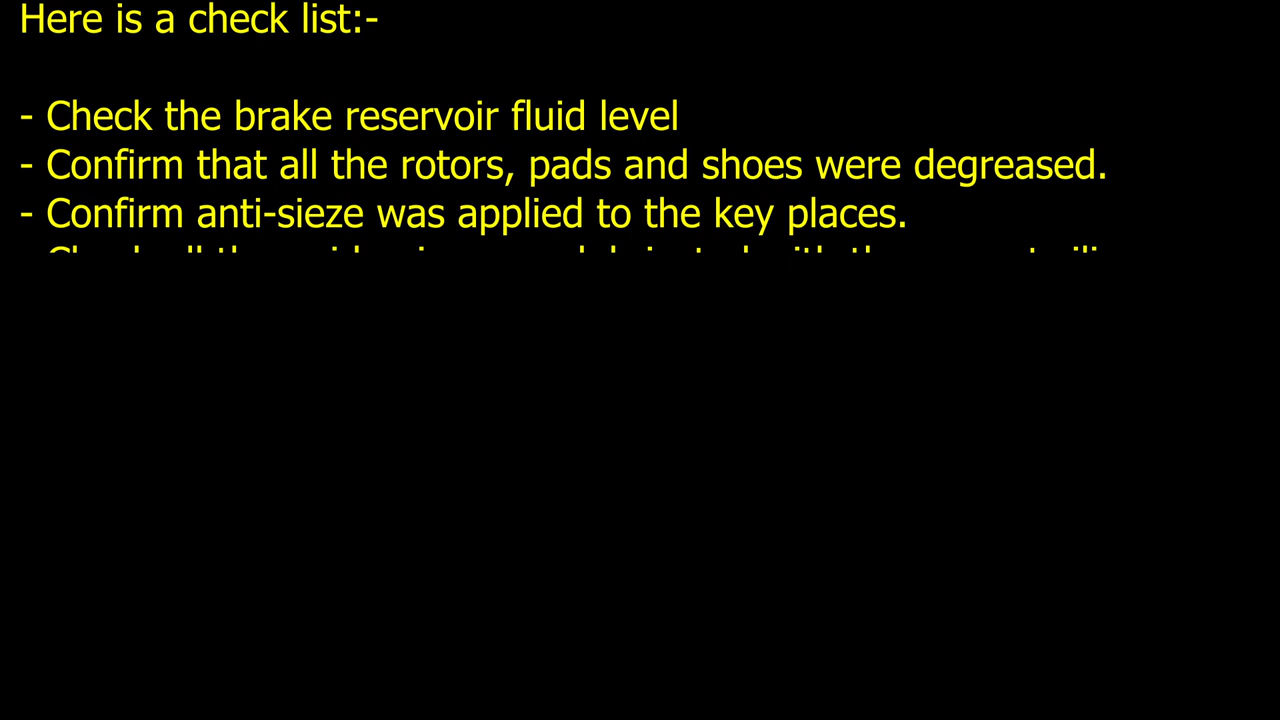 Here is a check list:-
- Check the brake reservoir fluid level
- Confirm that all the rotors, pads and shoes were degreased.
- Confirm anti-sieze was applied to the key places.